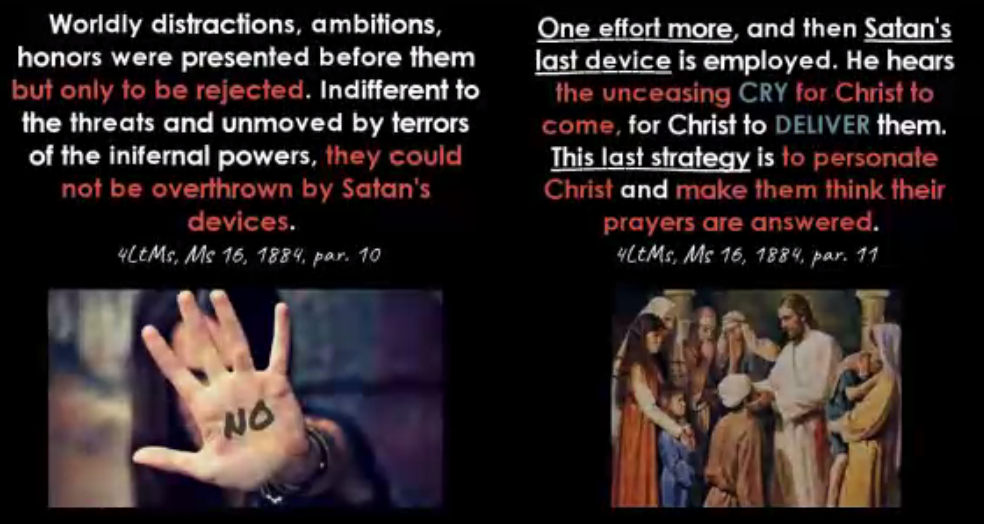 Worldly distractions, ambitions,
honors were presented before them
but only to be rejected. Indifferent to
the threats and unmoved by terrors
of the inifernal powers, they could
not be overthrown by Satan's
devices.
4LtMs, Ms 16, 1884, par. 10
NO
One effort more, and then Satan's
last device is employed. He hears
the unceasing CRY for Christ to
come, for Christ to DELIVER them.
This last strategy is to personate
Christ and make them think their
prayers are answered.
4LtMs, Ms 16, 1884, par. 11